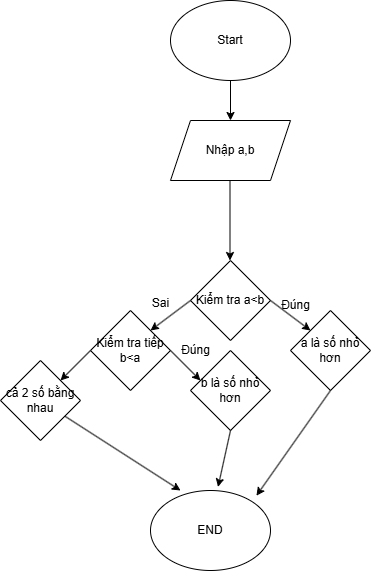 Start
Nhập a,b
Kiểm tra a<b
Sai
Đúng
Kiểm tra tiếp
b<a
a là số nhỏ
hơn
Đúng
b là số nhỏ
hơn
cả 2 số bằng
nhau
END